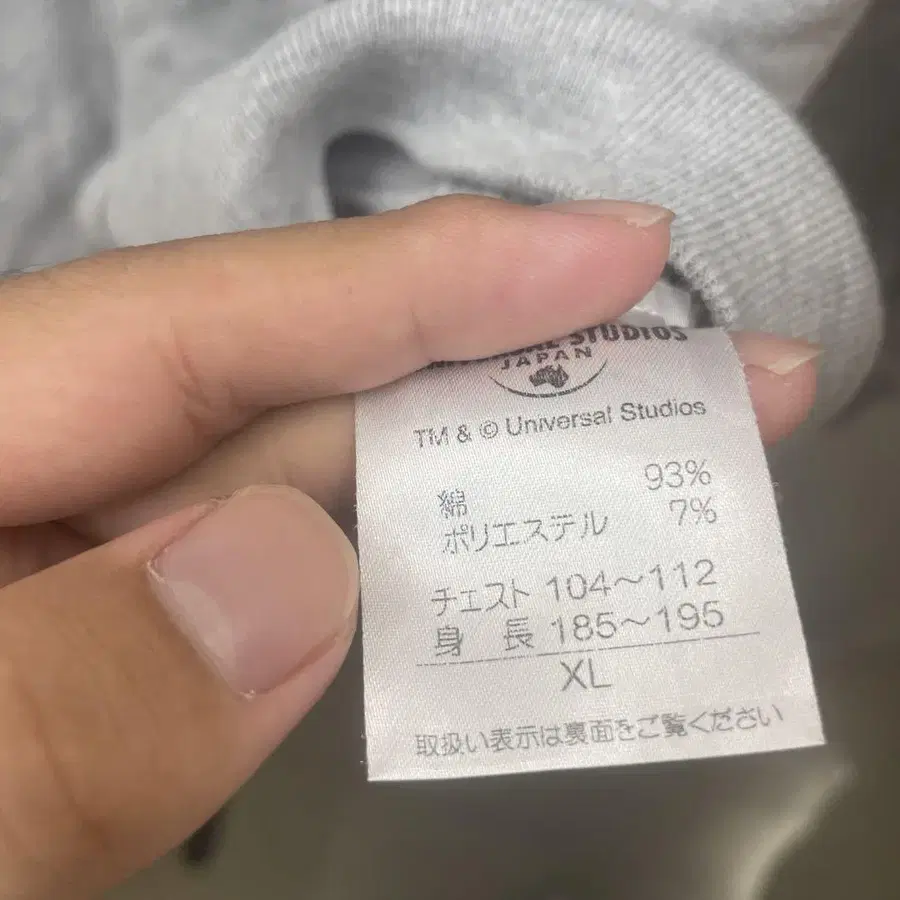 STUDIOS
JAPAN
TM & © Universal Studios
綿 93%
ポリエステル 7%
チェスト 104～112
身 長 185～195
XL
取扱い表示は裏面をご覧ください